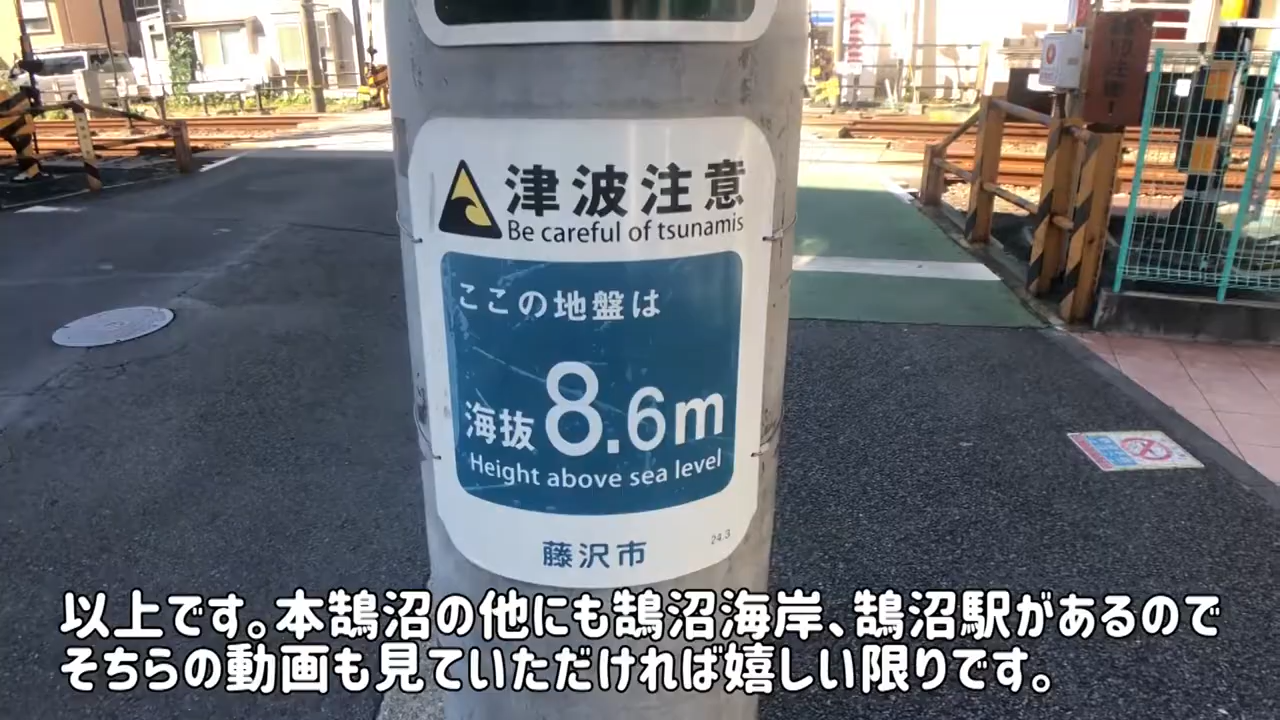 津波注意
Be careful of tsunamis
ここの地盤は
海抜8.6m
Height above sea level
藤沢市
24.3
以上です。本鵠沼の他にも鵠沼海岸、鵠沼駅があるので
そちらの動画も見ていただければ嬉しい限りです。